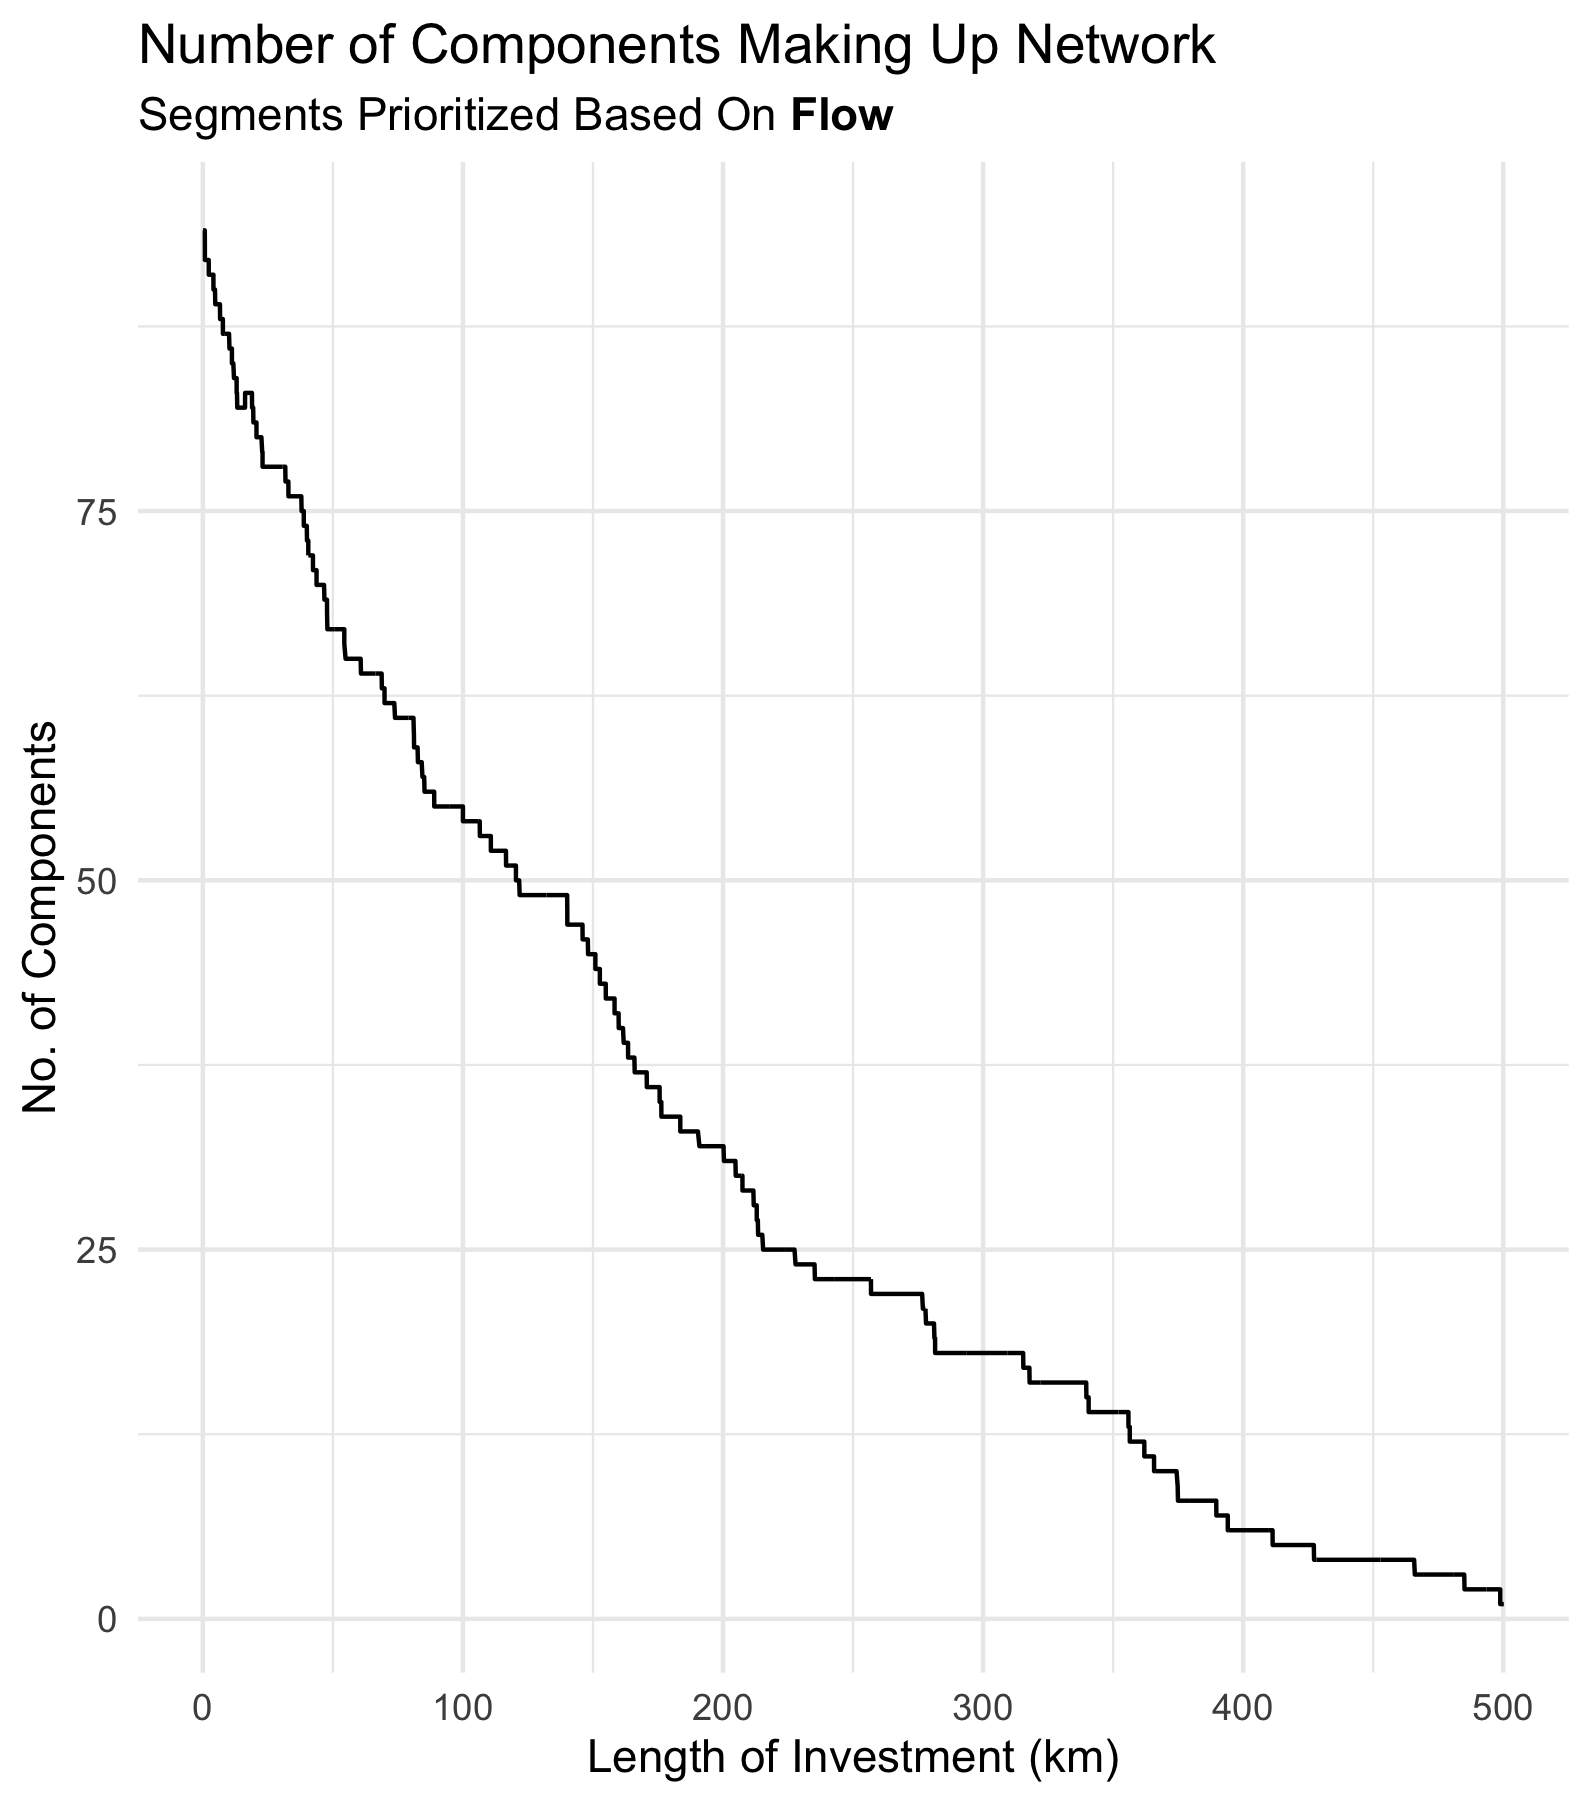 Number of Components Making Up Network
Segments Prioritized Based On Flow
No. of Components
75
50
25
0
0 100 200 300 400 500
Length of Investment (km)